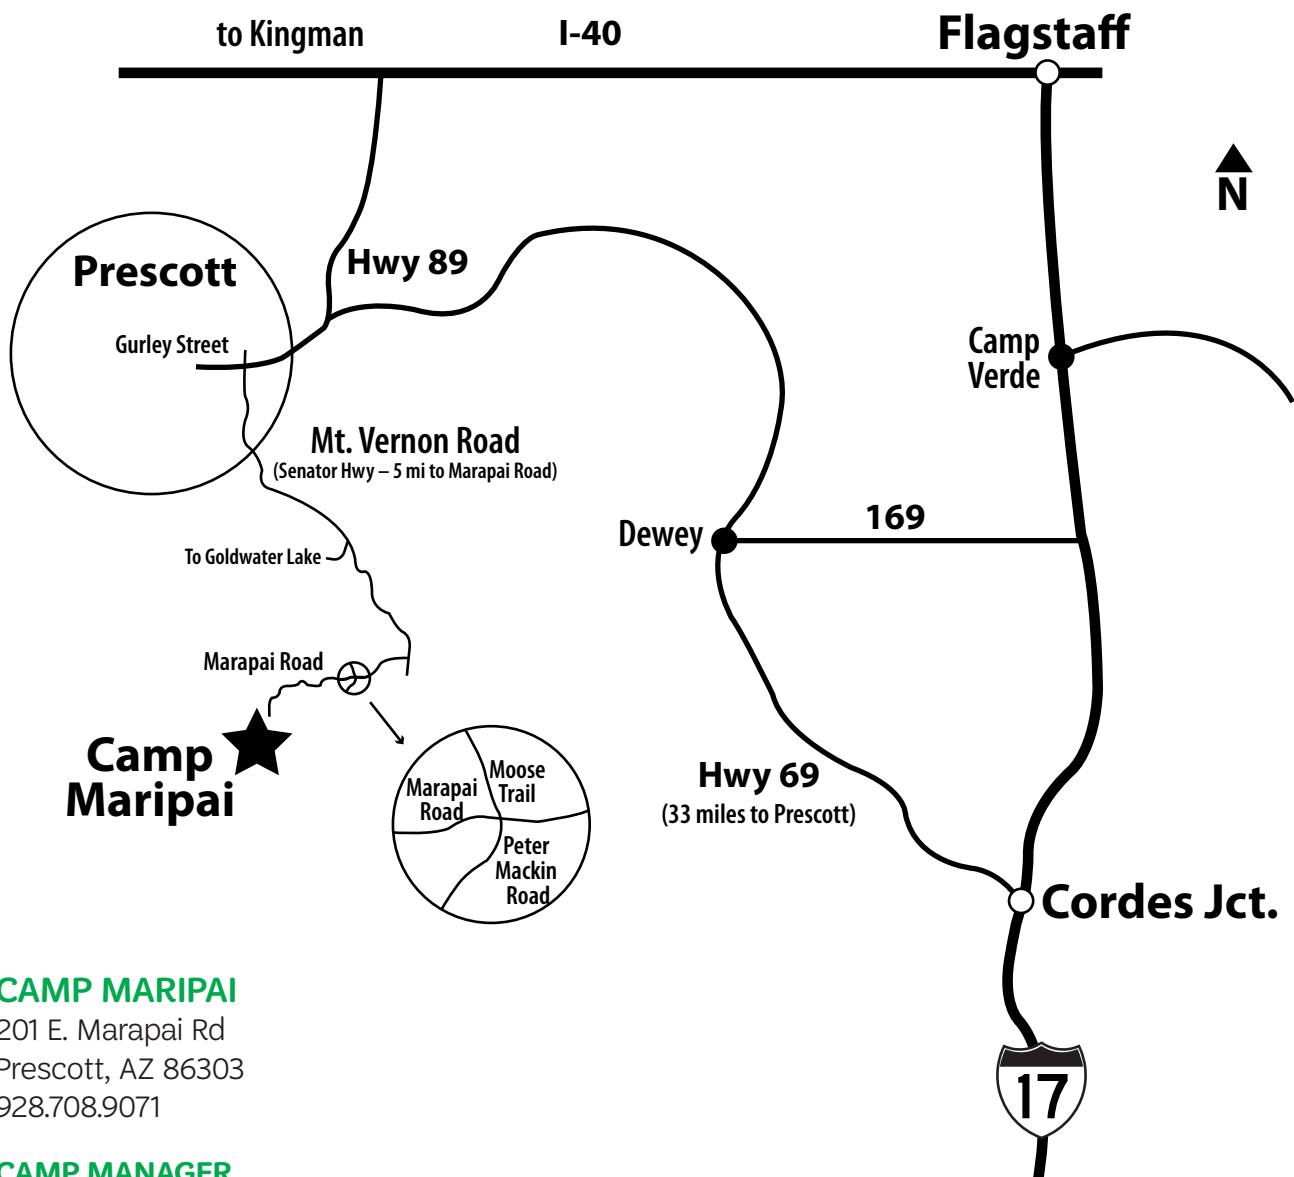 to Kingman
I-40
Flagstaff
N
Prescott
Hwy 89
Gurley Street
Camp
Verde
Mt. Vernon Road
(Senator Hwy – 5 mi to Marapai Road)
169
Dewey
To Goldwater Lake
Marapai Road
Camp
Maripai
Moose
Trail
Marapai
Road
Peter
Mackin
Road
Hwy 69
(33 miles to Prescott)
Cordes Jct.
CAMP MARIPAI
201 E. Marapai Rd
Prescott, AZ 86303
928.708.9071
17
CAMP MANAGER